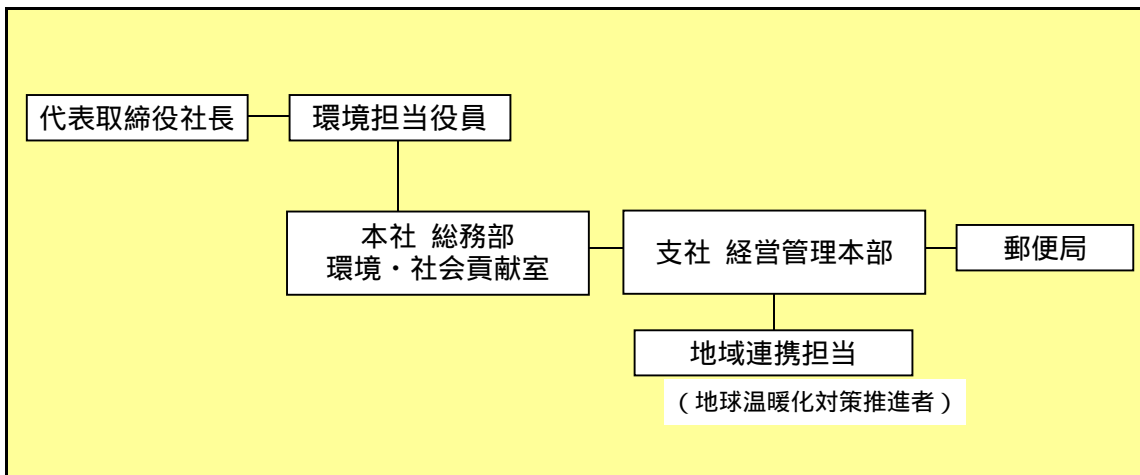 代表取締役社長
環境担当役員
本社 総務部
環境・社会貢献室
支社 経営管理本部
郵便局
地域連携担当
（地球温暖化対策推進者）